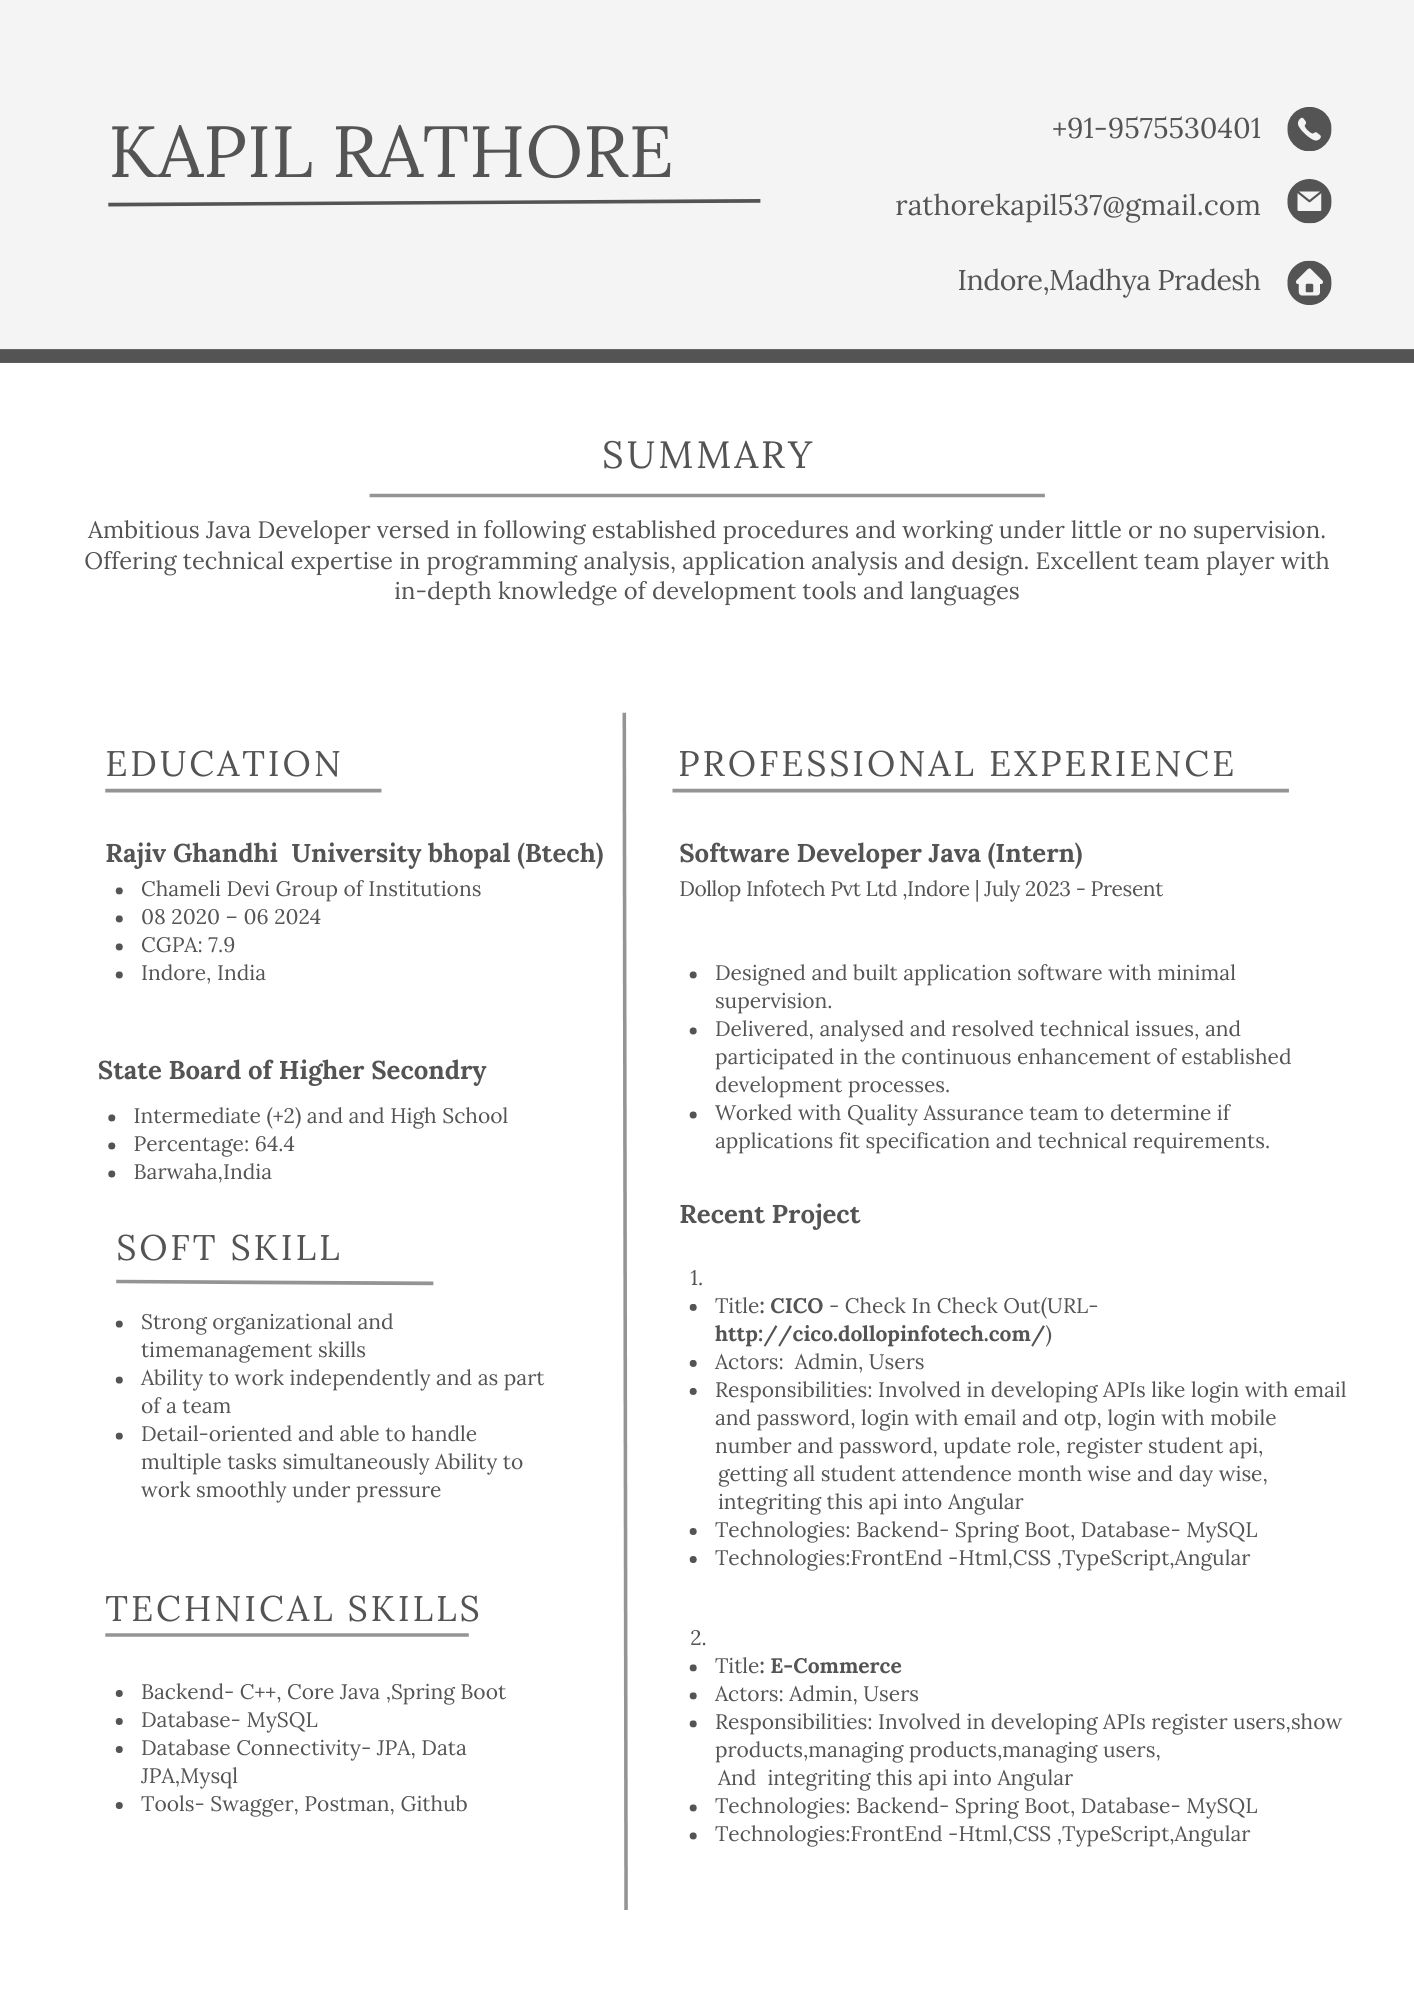 KAPIL RATHORE
+91-9575530401
rathorekapil537@gmail.com
Indore,Madhya Pradesh
SUMMARY
Ambitious Java Developer versed in following established procedures and working under little or no supervision.
Offering technical expertise in programming analysis, application analysis and design. Excellent team player with
in-depth knowledge of development tools and languages
EDUCATION
Rajiv Ghandhi  University bhopal (Btech)
• Chameli Devi Group of Institutions
• 08 2020 – 06 2024
• CGPA: 7.9
• Indore, India
State Board of Higher Secondry
• Intermediate (+2) and and High School
• Percentage: 64.4
• Barwaha,India
SOFT SKILL
• Strong organizational and
timemanagement skills
• Ability to work independently and as part
of a team
• Detail-oriented and able to handle
multiple tasks simultaneously Ability to
work smoothly under pressure
TECHNICAL SKILLS
• Backend- C++, Core Java ,Spring Boot
• Database- MySQL
• Database Connectivity- JPA, Data
JPA,Mysql
• Tools- Swagger, Postman, Github
PROFESSIONAL EXPERIENCE
Software Developer Java (Intern)
Dollop Infotech Pvt Ltd ,Indore | July 2023 - Present
• Designed and built application software with minimal
supervision.
• Delivered, analysed and resolved technical issues, and
participated in the continuous enhancement of established
development processes.
• Worked with Quality Assurance team to determine if
applications fit specification and technical requirements.
Recent Project
1.
• Title: CICO - Check In Check Out(URL-
http://cico.dollopinfotech.com/)
• Actors:  Admin, Users
• Responsibilities: Involved in developing APIs like login with email
and password, login with email and otp, login with mobile
number and password, update role, register student api,
getting all student attendence month wise and day wise,
integriting this api into Angular
• Technologies: Backend- Spring Boot, Database- MySQL
• Technologies:FrontEnd -Html,CSS ,TypeScript,Angular
2.
• Title: E-Commerce
• Actors: Admin, Users
• Responsibilities: Involved in developing APIs register users,show
products,managing products,managing users,
And  integriting this api into Angular
• Technologies: Backend- Spring Boot, Database- MySQL
• Technologies:FrontEnd -Html,CSS ,TypeScript,Angular